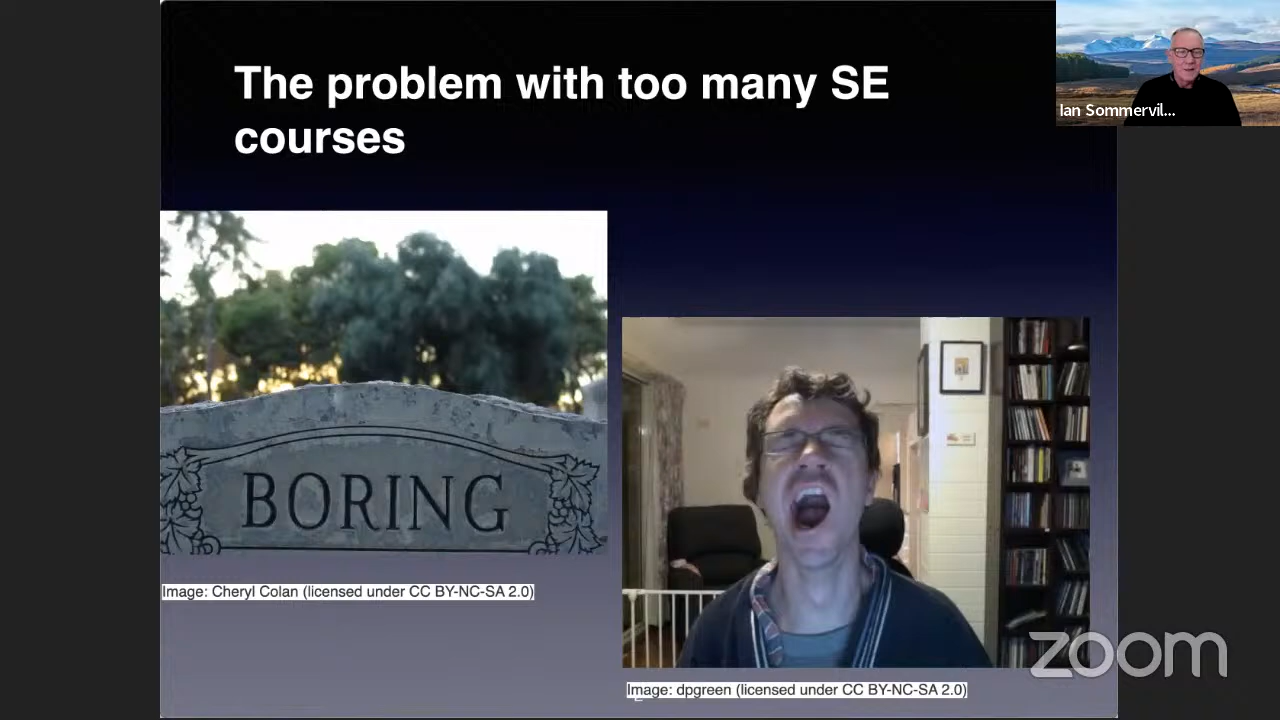 The problem with too many SE
courses
Ian Sommervil...
BORING
Image: Cheryl Colan (licensed under CC BY-NC-SA 2.0)
Image: dpgreen (licensed under CC BY-NC-SA 2.0)
zoom